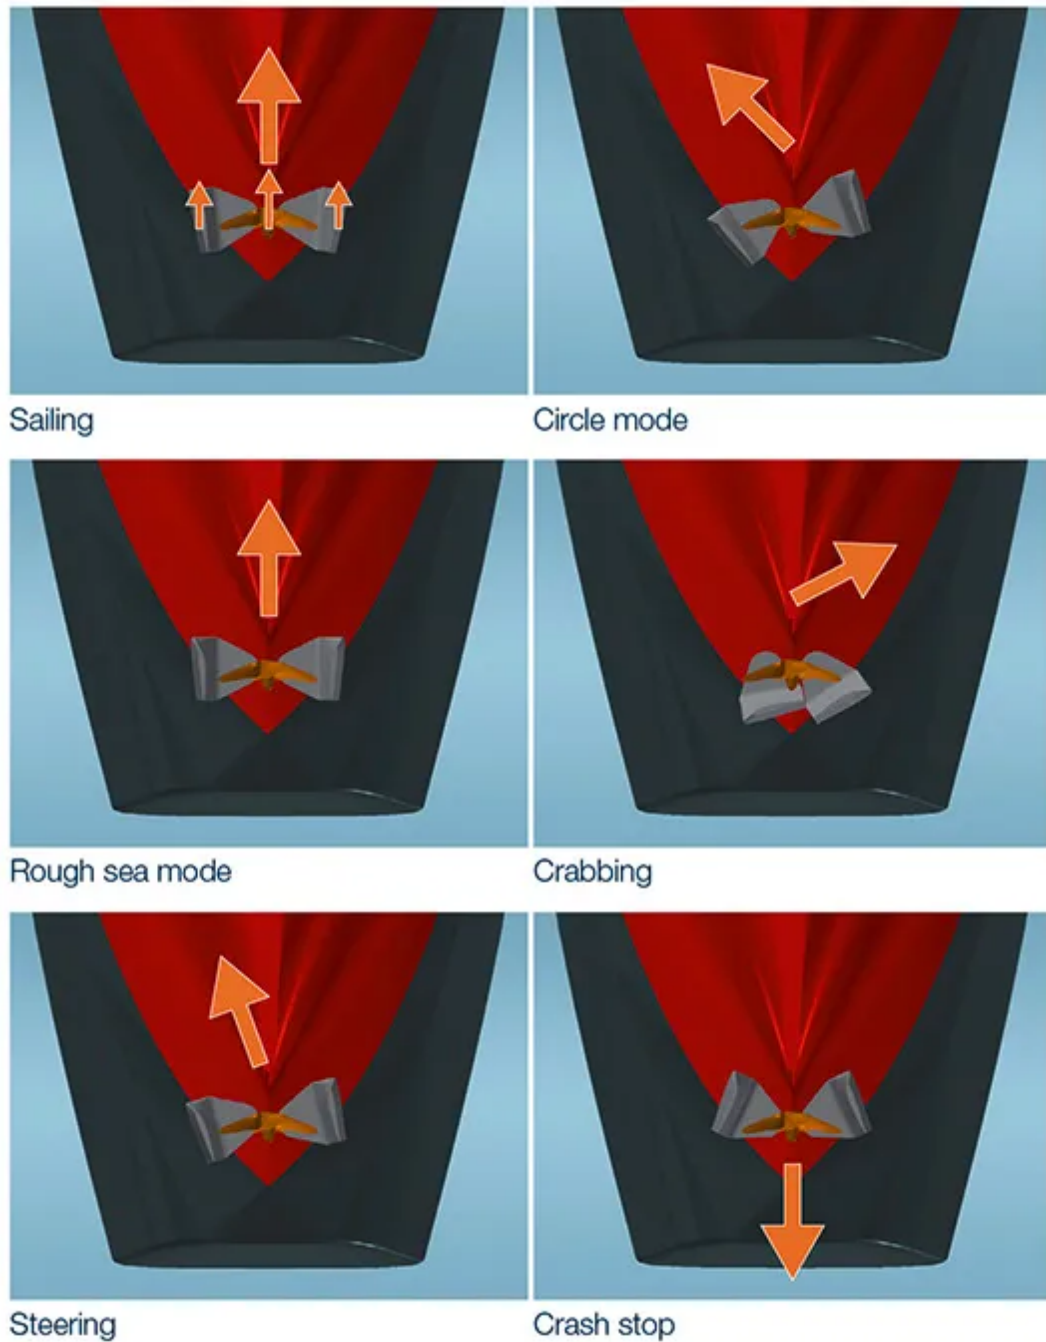 Sailing
Circle mode
Rough sea mode
Crabbing
Steering
Crash stop